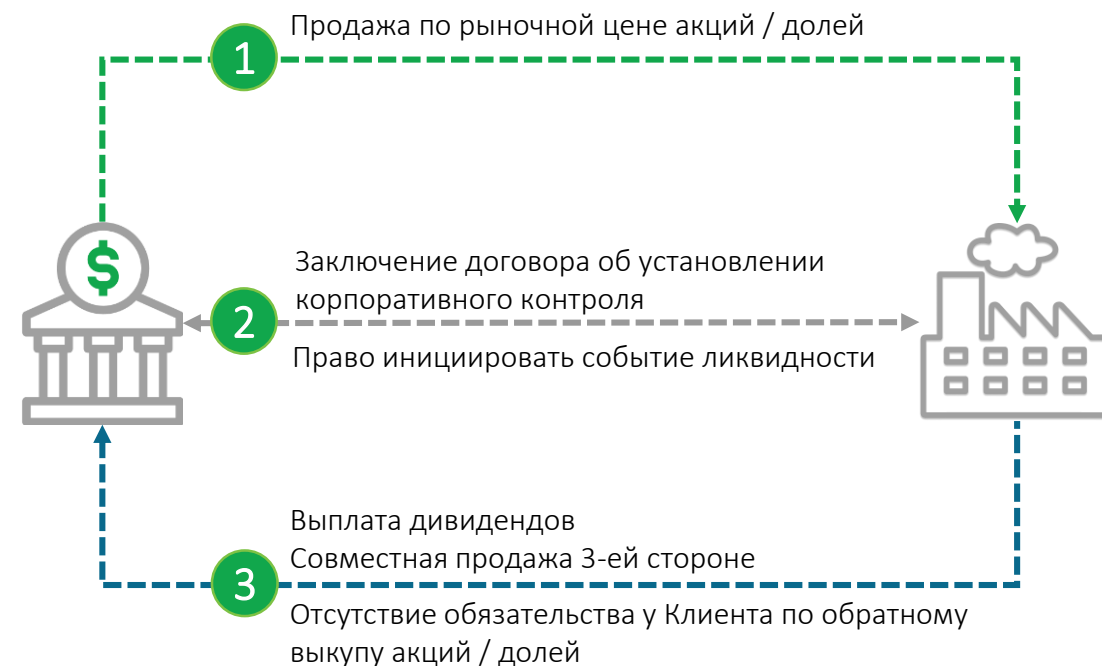 Продажа по рыночной цене акций / долей
1
$
Заключение договора об установлении
корпоративного контроля
2
Право инициировать событие ликвидности
Выплата дивидендов
Совместная продажа 3-ей стороне
3
Отсутствие обязательства у Клиента по обратному
выкупу акций / долей